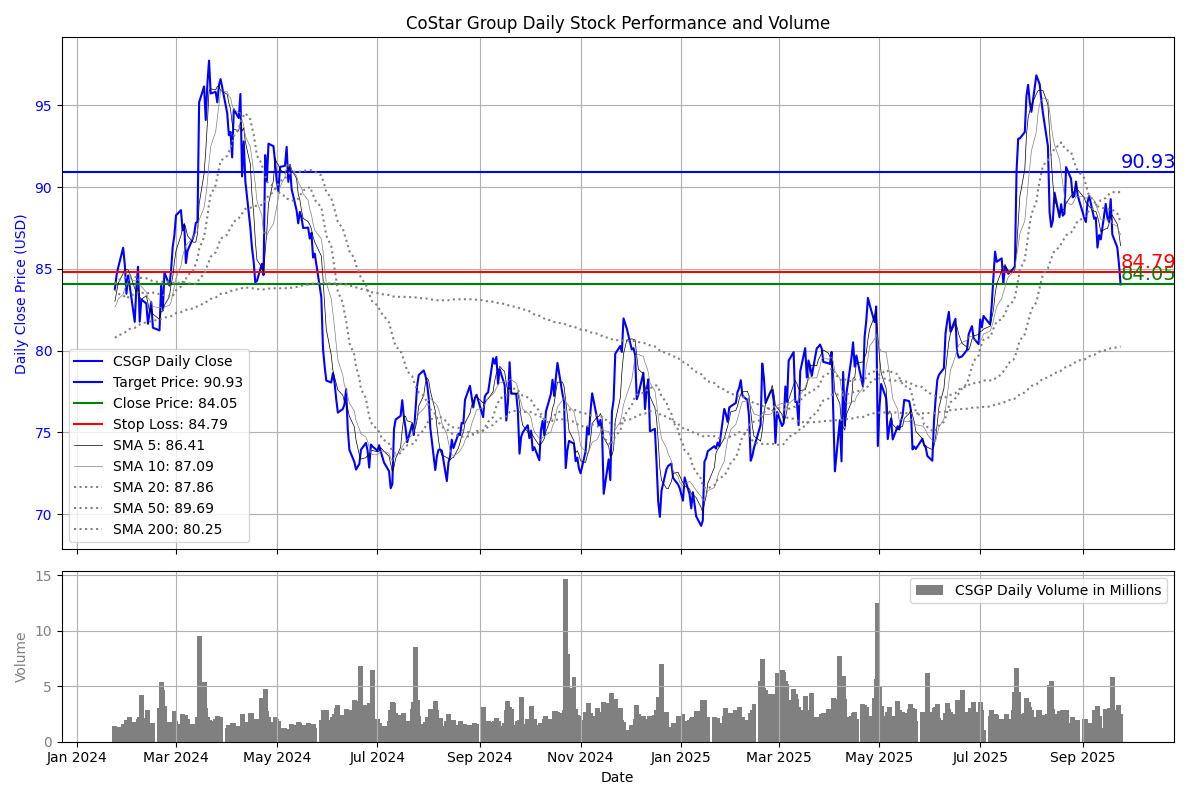 CoStar Group Daily Stock Performance and Volume
Daily Close Price (USD)
95
90
85
80
75
70
90.93
84.79
84.05
CSGP Daily Close
Target Price: 90.93
Close Price: 84.05
Stop Loss: 84.79
SMA 5: 86.41
SMA 10: 87.09
SMA 20: 87.86
SMA 50: 89.69
SMA 200: 80.25
Volume
15
10
5
0
CSGP Daily Volume in Millions
Jan 2024 Mar 2024 May 2024 Jul 2024 Sep 2024 Nov 2024 Jan 2025 Mar 2025 May 2025 Jul 2025 Sep 2025
Date